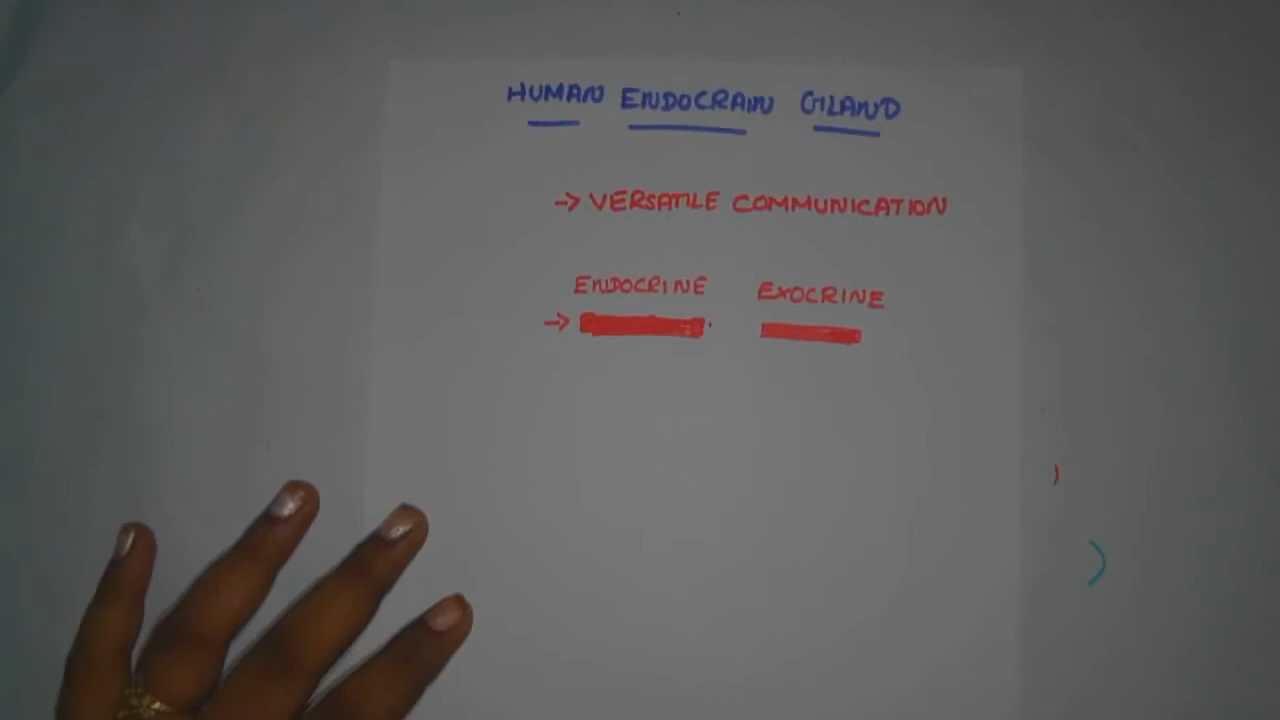 HUMAN ENDOCRAIN GLAND
-> VERSATILE COMMUNICATION
ENDOCRINE EXOCRINE
->